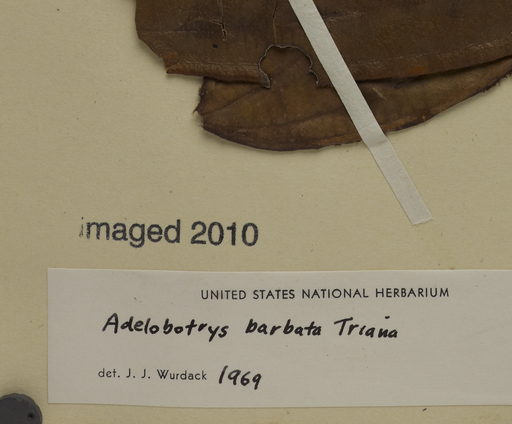 imaged 2010
UNITED STATES NATIONAL HERBARIUM
Adelobotrys barbata Triana
det. J. J. Wurdack 1969